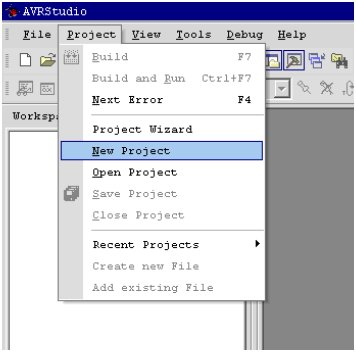 AVRStudio
File Project View Tools Debug Help
Build F7
Build and Run Ctrl+F7
Next Error F4
Project Wizard
New Project
Open Project
Save Project
Close Project
Recent Projects
Create new File
Add existing File